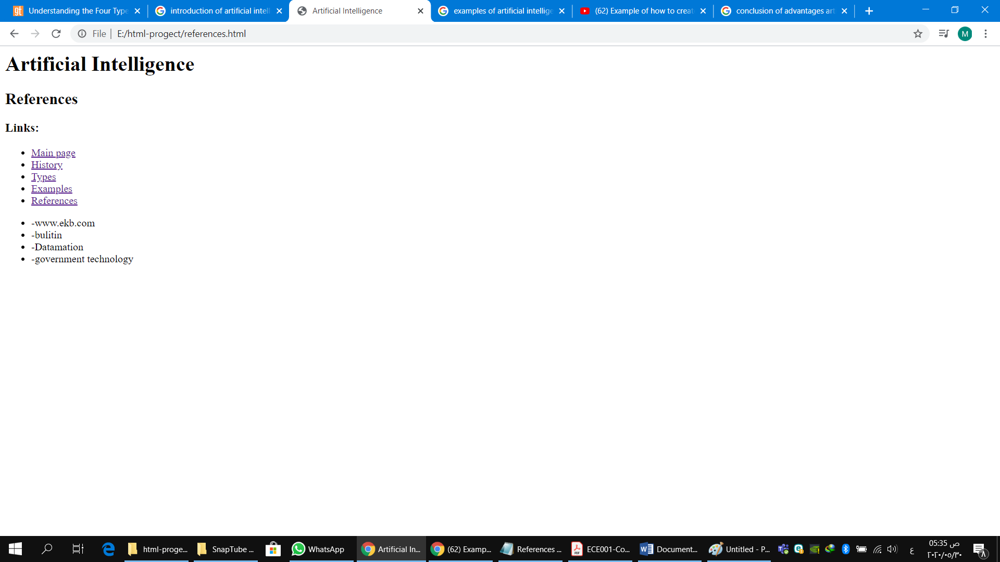 Understanding the Four Type
introduction of artificial intell
Artificial Intelligence
examples of artificial intellige
(62) Example of how to creat
conclusion of advantages art
File | E:/html-progect/references.html
M
Artificial Intelligence
References
Links:
• Main page
• History
• Types
• Examples
• References
• -www.ekb.com
• -bulitin
• -Datamation
• -government technology
html-proge...
SnapTube ...
WhatsApp
Artificial In...
(62) Examp...
References ...
ECE001-Co...
Document...
Untitled - P...
ع
05:35 ص
٢٠٢٠/٠٥/٣٠
٨